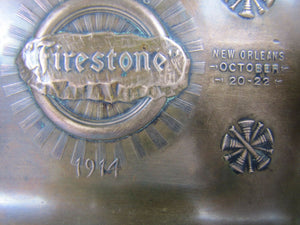 Firestone
NEW ORLEANS
OCTOBER
20-22
1914